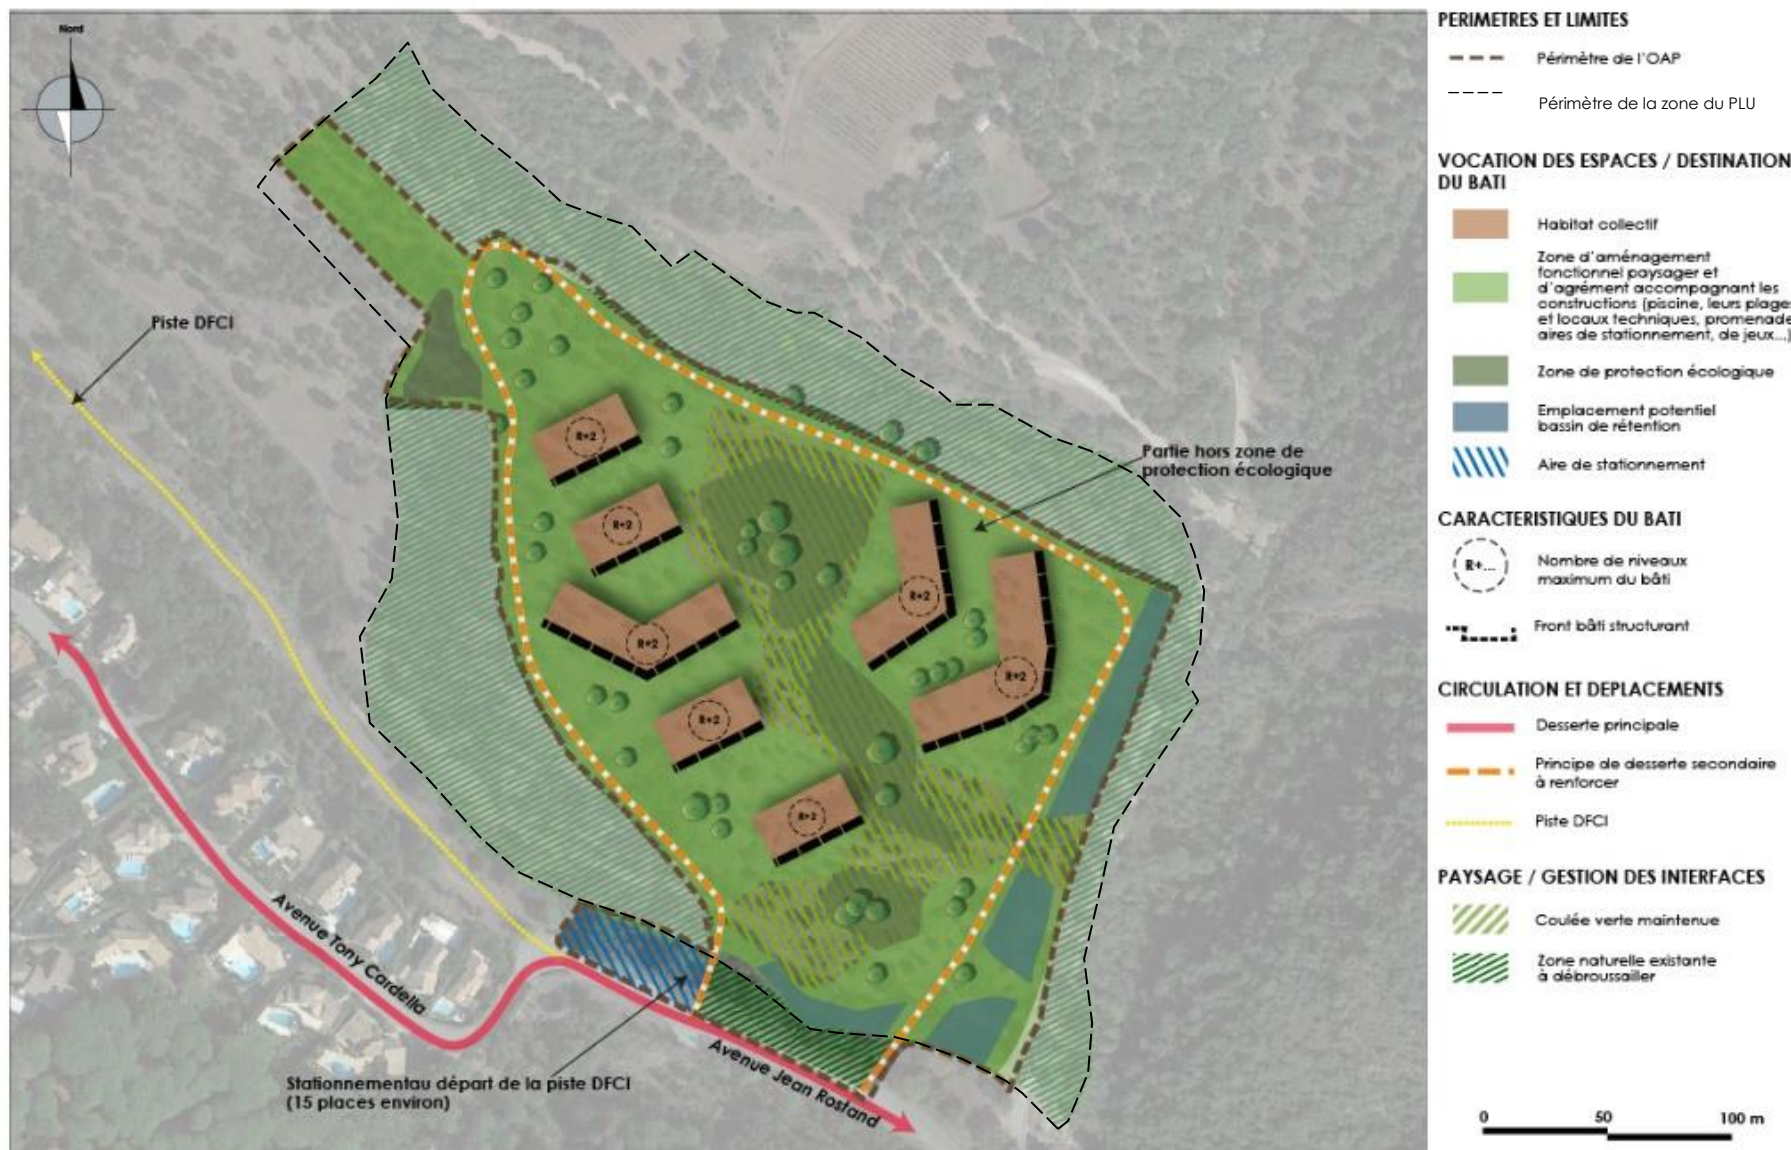 Nord
Piste DFCI
R+2
Partie hors zone de
protection écologique
R+2
R+2
R+2
R+2
R+2
R+2
R+2
Avenue Tony Cardella
Avenue Jean Rostand
Stationnementau départ de la piste DFCI
(15 places environ)
PERIMETRES ET LIMITES
Périmètre de l'OAP
Périmètre de la zone du PLU
VOCATION DES ESPACES / DESTINATION
DU BATI
Habitat collectif
Zone d'aménagement
fonctionnel paysager et
d'agrément accompagnant les
constructions (piscine, leurs plages
et locaux techniques, promenade
aires de stationnement, de jeux...)
Zone de protection écologique
Emplacement potentiel
bassin de rétention
Aire de stationnement
CARACTERISTIQUES DU BATI
R+...
Nombre de niveaux
maximum du bâti
Front bâti structurant
CIRCULATION ET DEPLACEMENTS
Desserte principale
Principe de desserte secondaire
à renforcer
Piste DFCI
PAYSAGE / GESTION DES INTERFACES
Coulée verte maintenue
Zone naturelle existante
à débroussailler
0 50 100 m